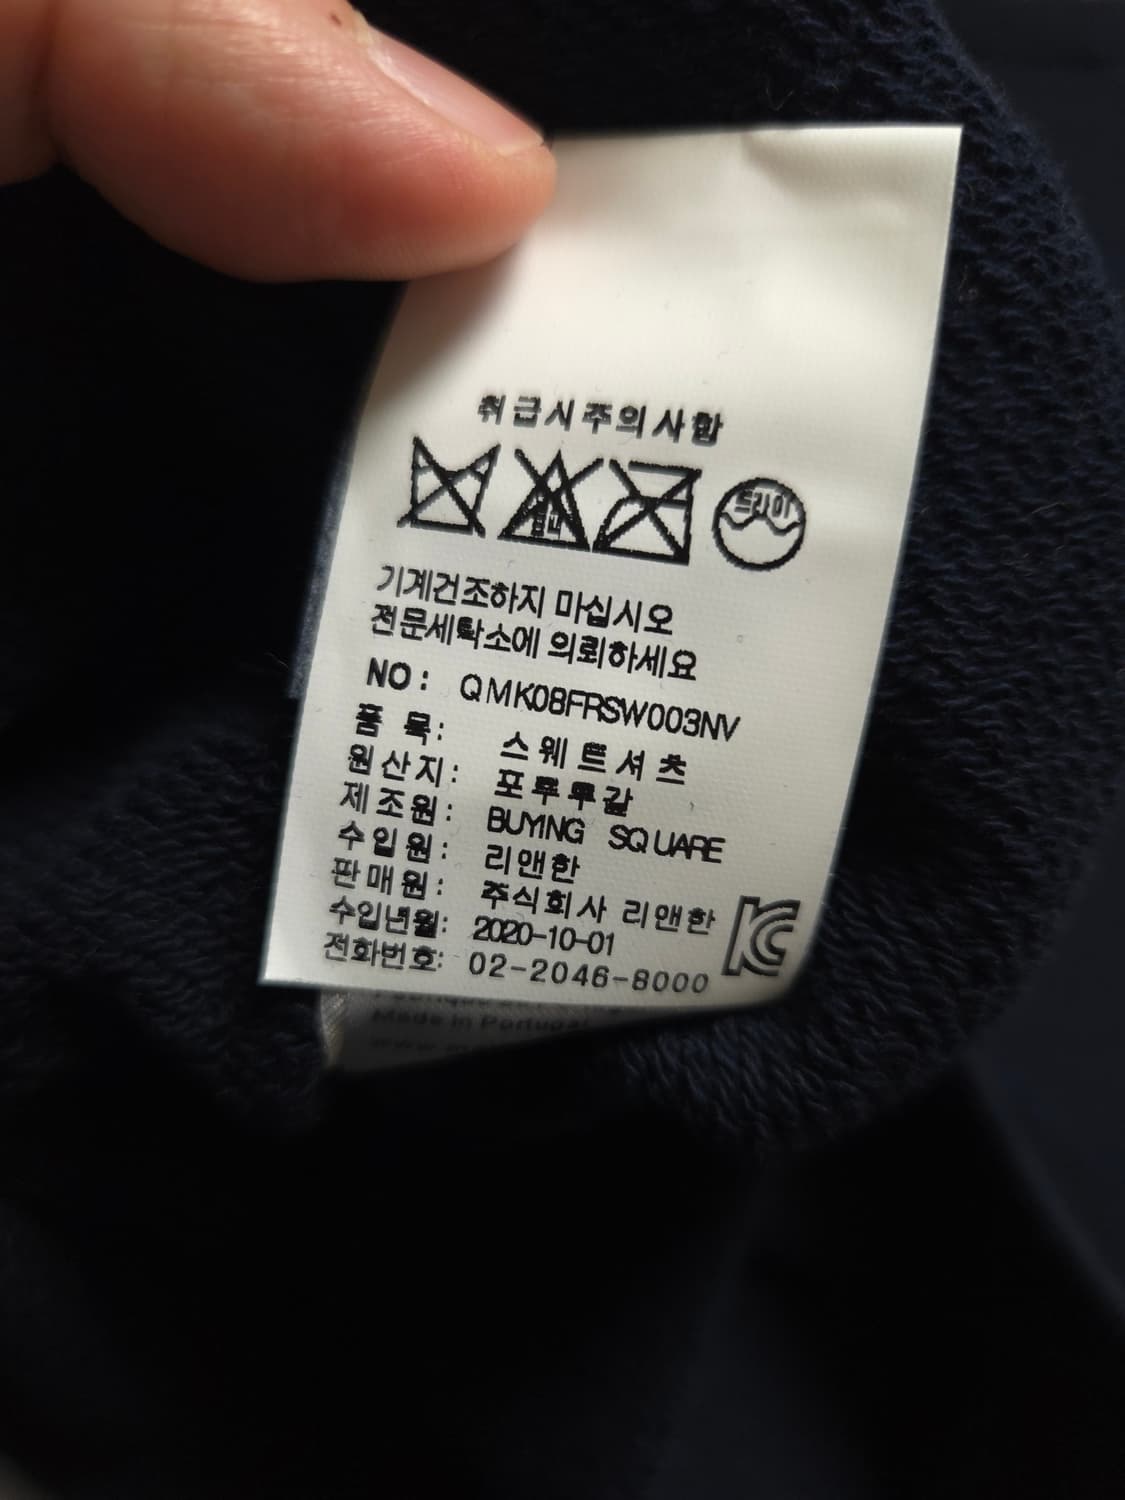 취급시주의사항
드라이
기계건조하지 마십시오
전문세탁소에 의뢰하세요
NO: QMK08FRSW003NV
품목: 스웨트셔츠
원산지: 포루투갈
제조원: BUYING SQUARE
수입원: 리앤한
판매원: 주식회사 리앤한
수입년월: 2020-10-01
전화번호: 02-2046-8000
Made in Portugal